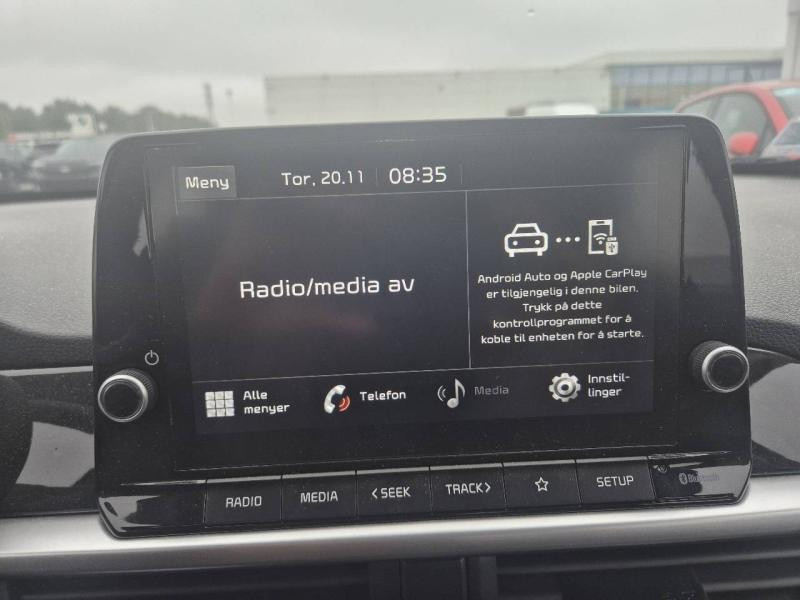 Meny
Tor, 20.11
08:35
Radio/media av
Android Auto og Apple CarPlay
er tilgjengelig i denne bilen.
Trykk på dette
kontrollprogrammet for å
koble til enheten for å starte.
Alle
menyer
Telefon
Media
Innstil-
linger
RADIO
MEDIA
<SEEK
TRACK>
SETUP
Bluetooth